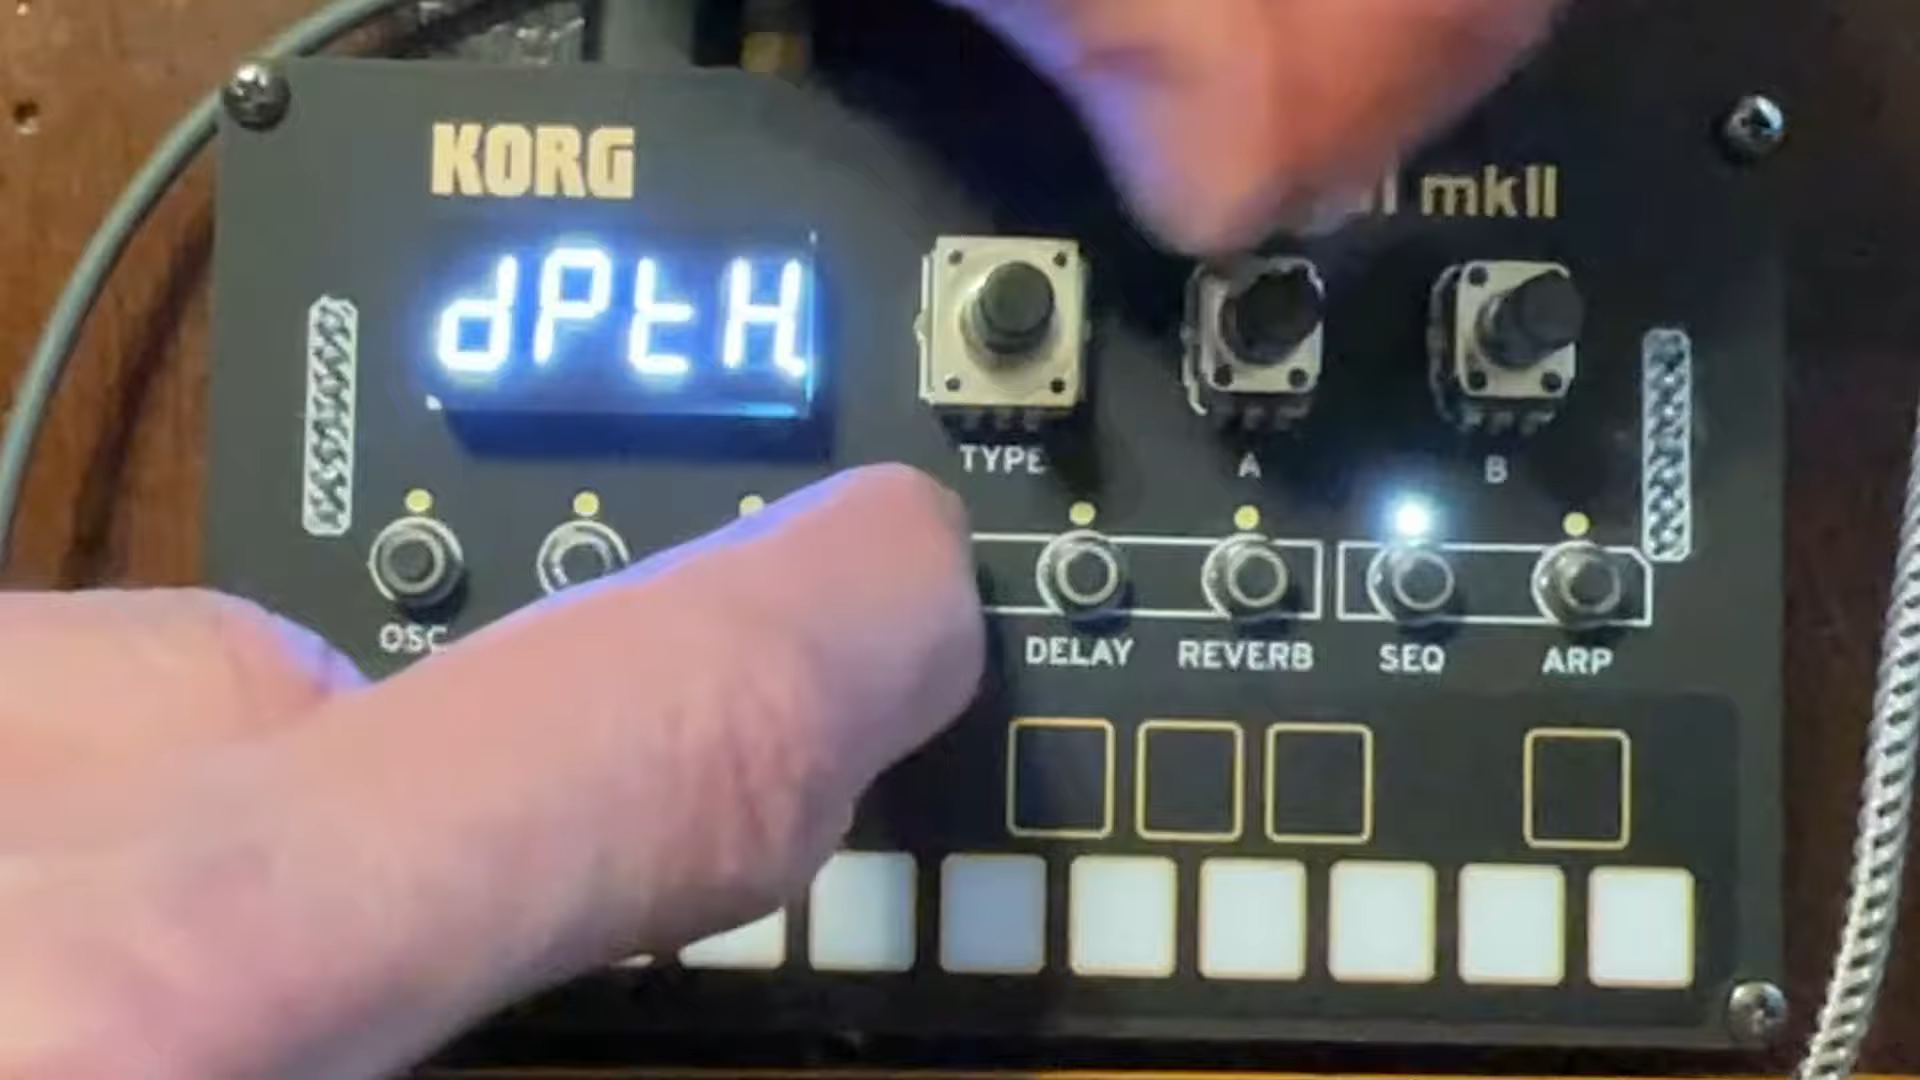 KORG
mkII
dPtH
TYPE
A
B
OSC
DELAY
REVERB
SEQ
ARP